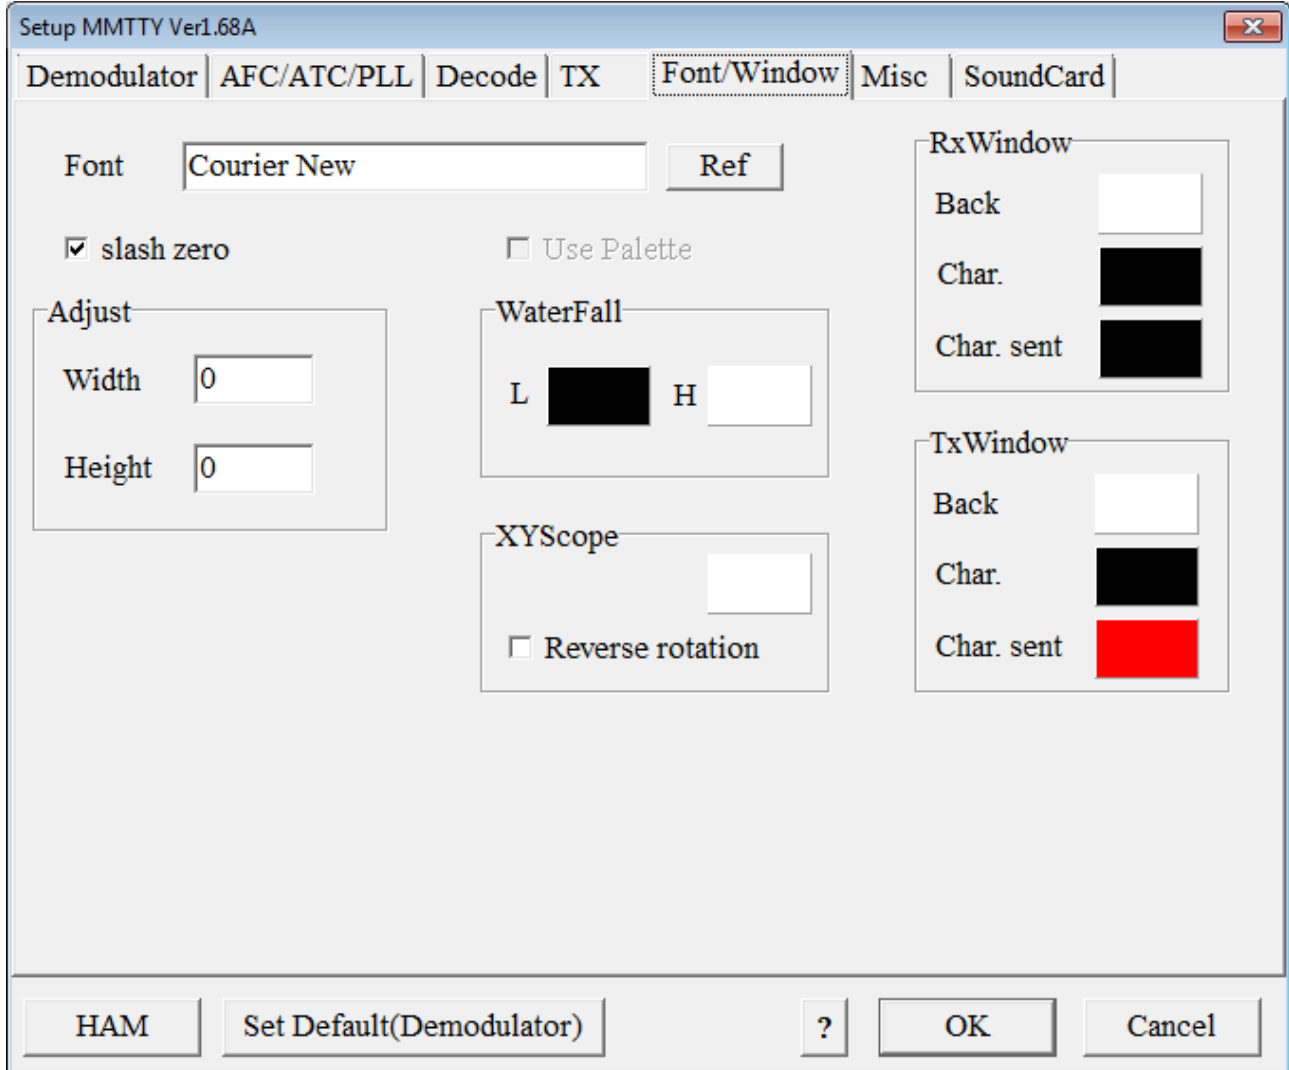 Setup MMTTY Ver1.68A
Demodulator AFC/ATC/PLL Decode TX Font/Window Misc SoundCard
Font Courier New Ref
slash zero Use Palette
Adjust
Width 0
Height 0
WaterFall
L H
XYScope
Reverse rotation
RxWindow
Back
Char.
Char. sent
TxWindow
Back
Char.
Char. sent
HAM Set Default(Demodulator) ? OK Cancel